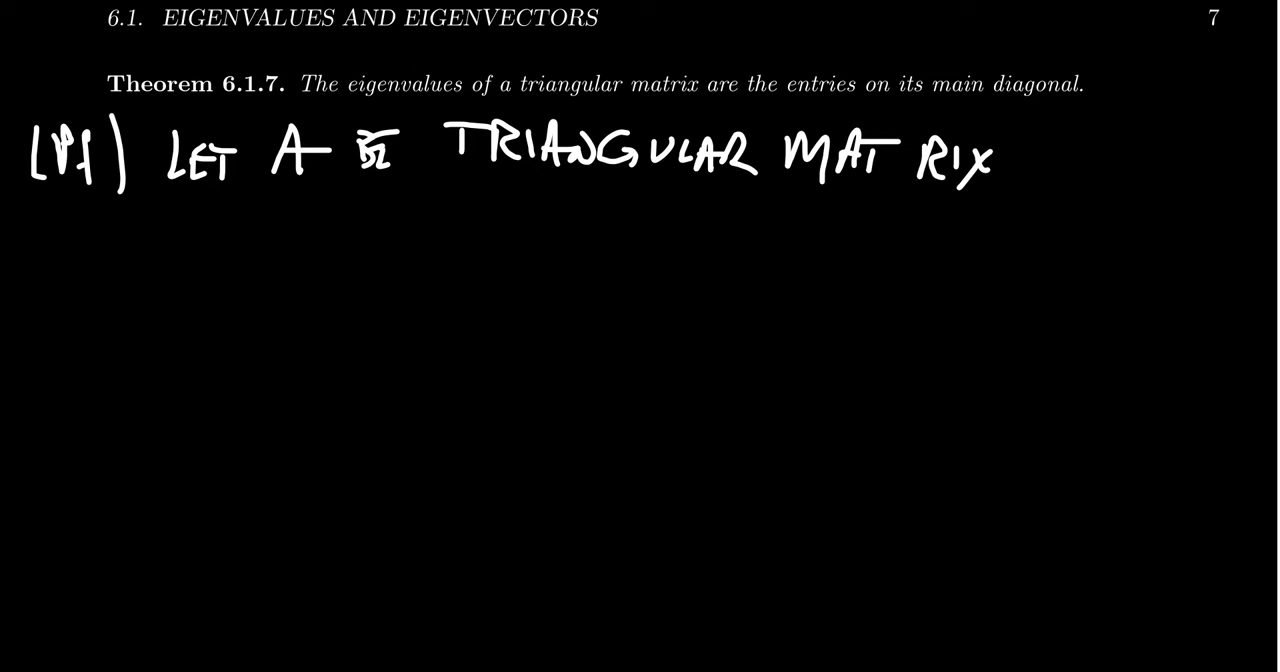 6.1. EIGENVALUES AND EIGENVECTORS 7
Theorem 6.1.7. The eigenvalues of a triangular matrix are the entries on its main diagonal.
(Pf) LET A TRIANGULAR MATRIX